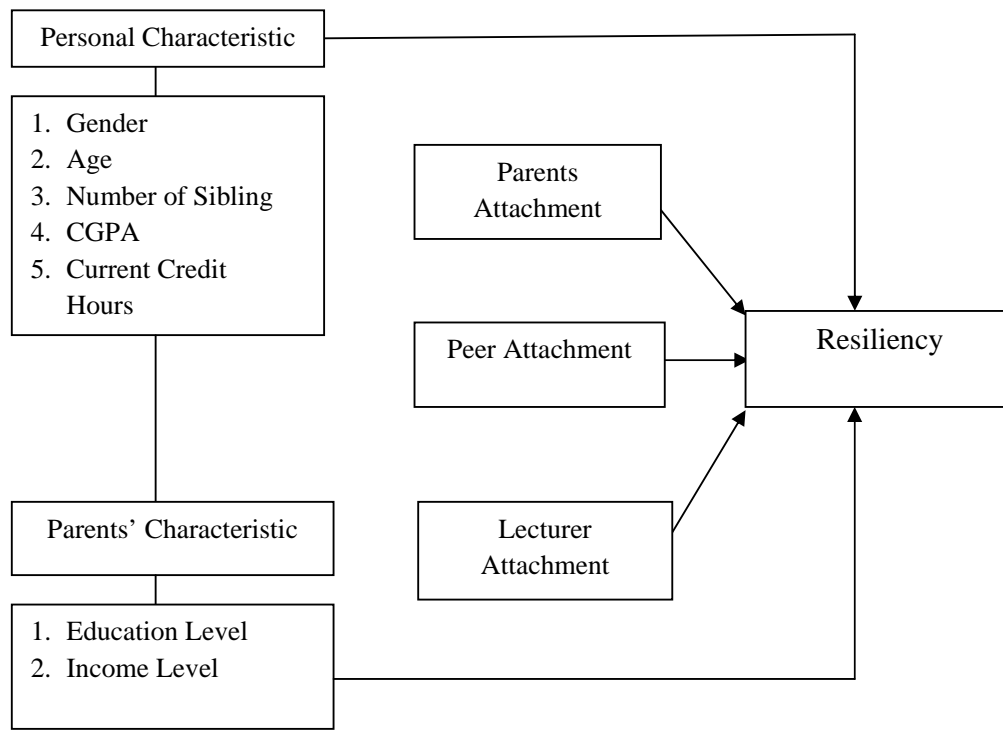 Personal Characteristic
1. Gender
2. Age
3. Number of Sibling
4. CGPA
5. Current Credit
Hours
Parents
Attachment
Peer Attachment
Resiliency
Lecturer
Attachment
Parents’ Characteristic
1. Education Level
2. Income Level